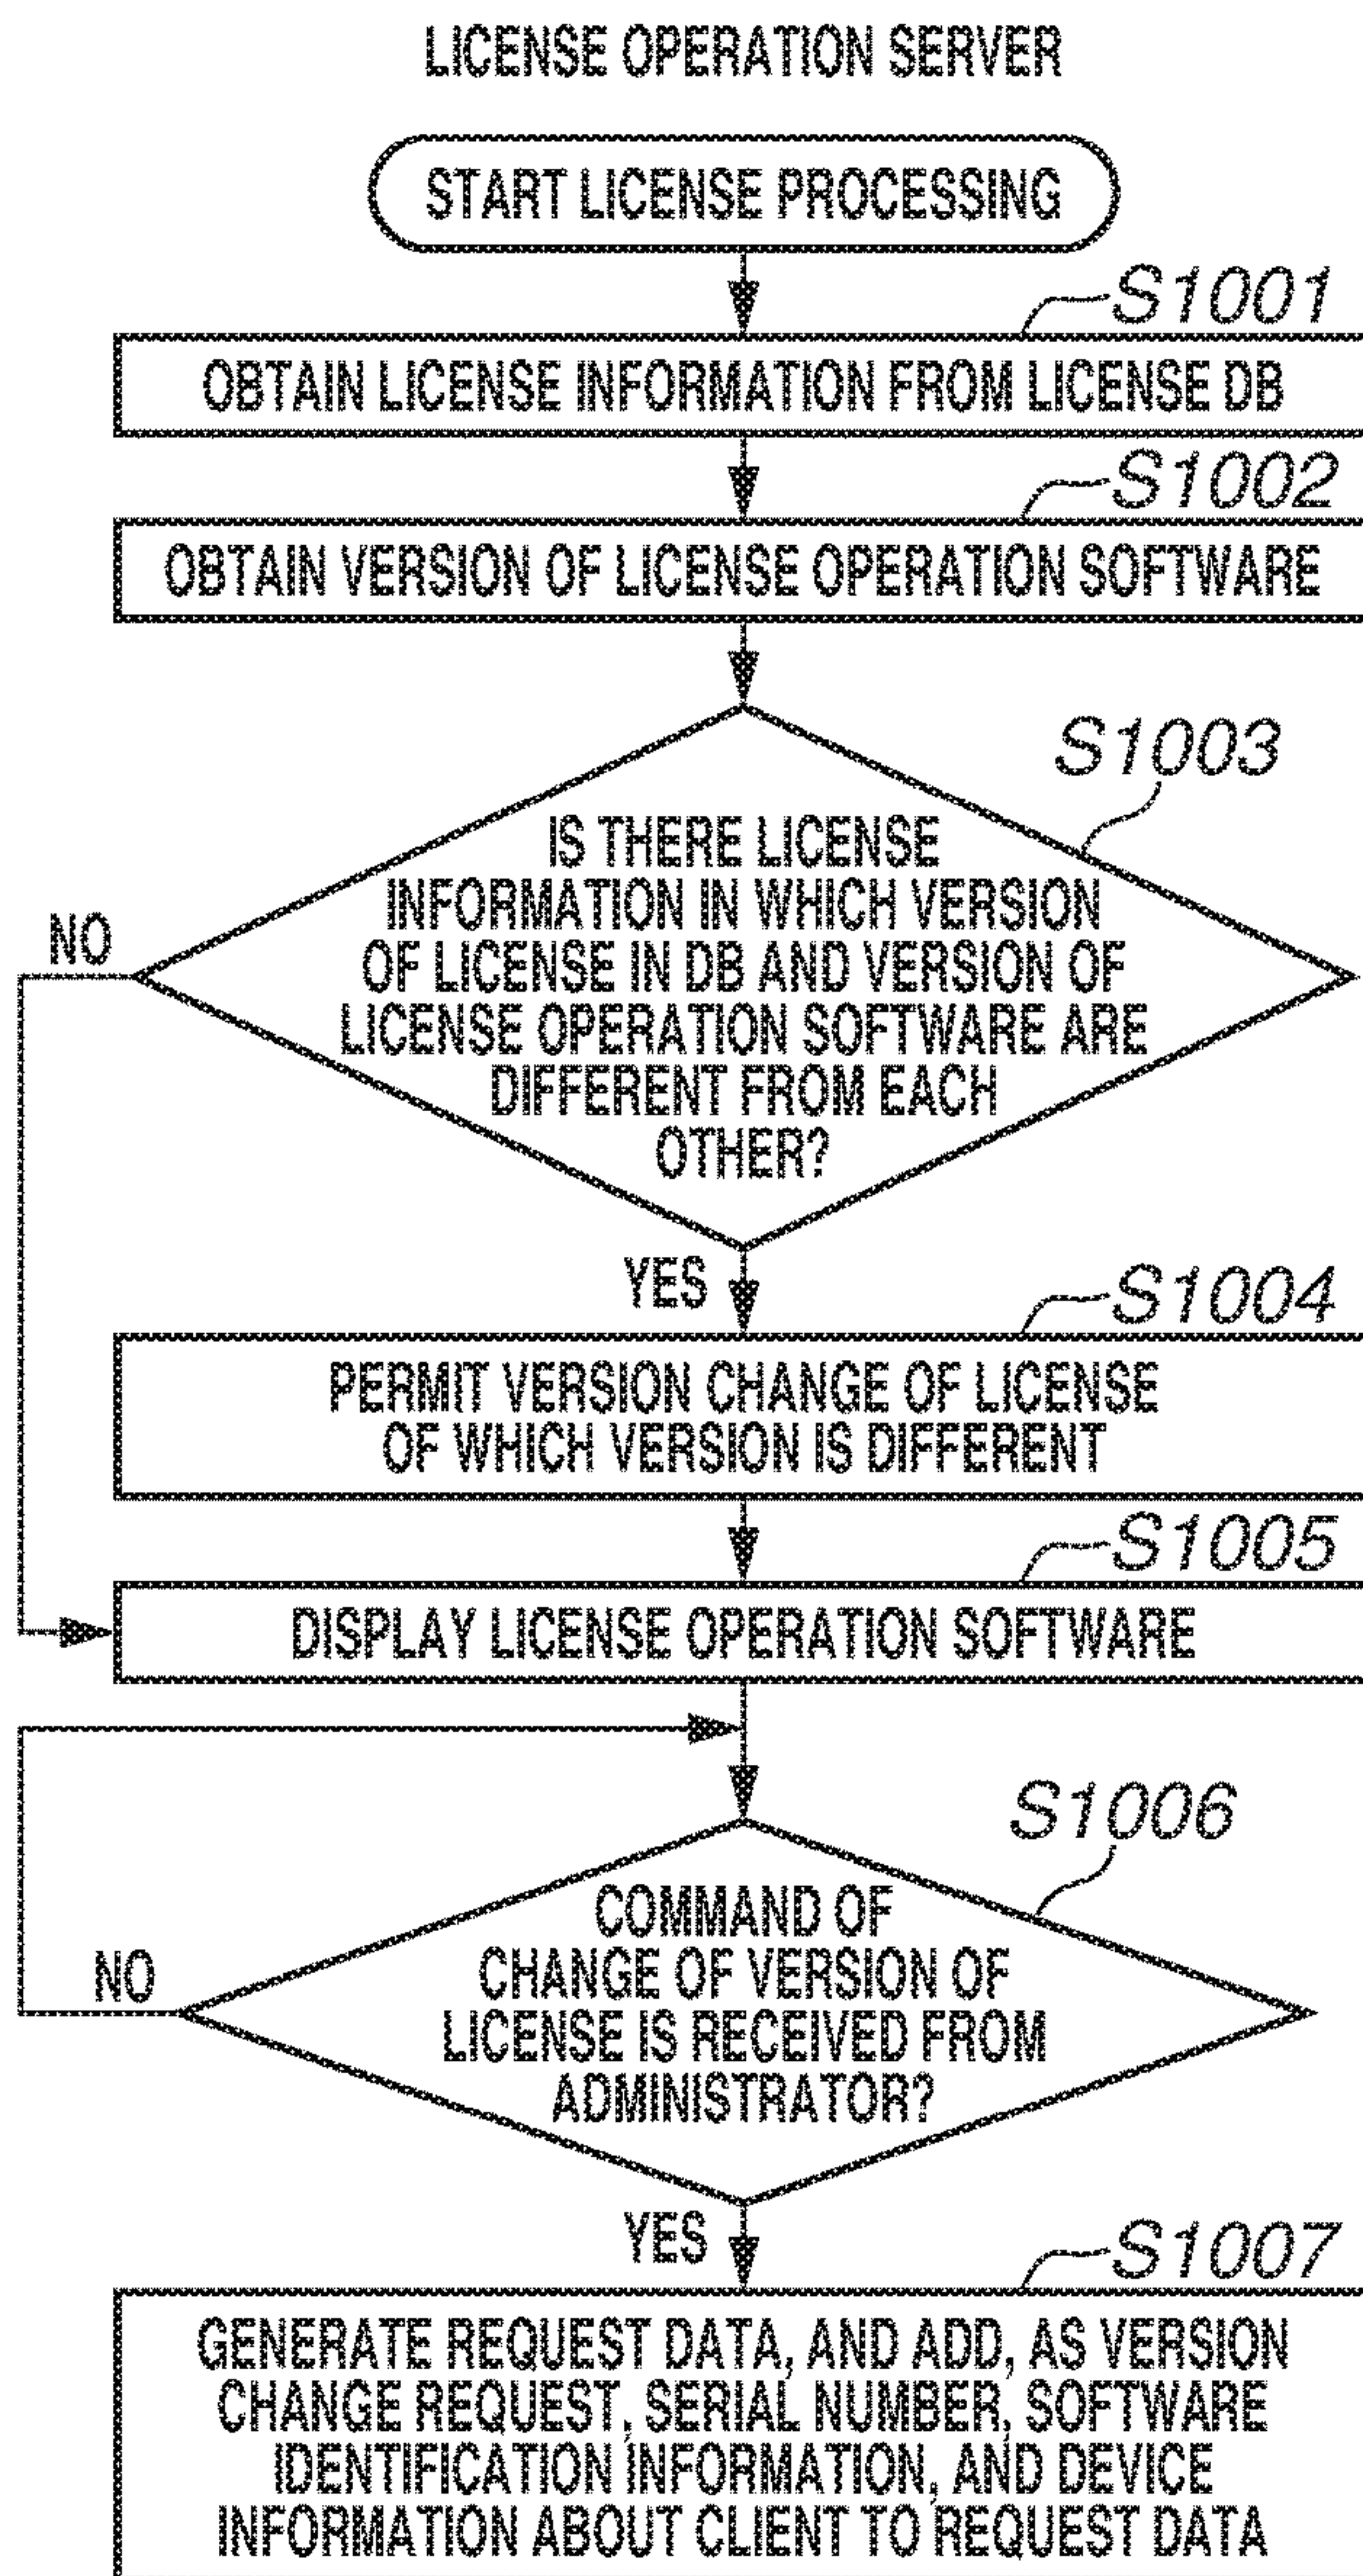 LICENSE OPERATION SERVER
START LICENSE PROCESSING
S1001
OBTAIN LICENSE INFORMATION FROM LICENSE DB
S1002
OBTAIN VERSION OF LICENSE OPERATION SOFTWARE
S1003
IS THERE LICENSE
INFORMATION IN WHICH VERSION
OF LICENSE IN DB AND VERSION OF
LICENSE OPERATION SOFTWARE ARE
DIFFERENT FROM EACH
OTHER?
NO
YES
S1004
PERMIT VERSION CHANGE OF LICENSE
OF WHICH VERSION IS DIFFERENT
S1005
DISPLAY LICENSE OPERATION SOFTWARE
S1006
COMMAND OF
CHANGE OF VERSION OF
LICENSE IS RECEIVED FROM
ADMINISTRATOR?
NO
YES
S1007
GENERATE REQUEST DATA, AND ADD, AS VERSION
CHANGE REQUEST, SERIAL NUMBER, SOFTWARE
IDENTIFICATION INFORMATION, AND DEVICE
INFORMATION ABOUT CLIENT TO REQUEST DATA